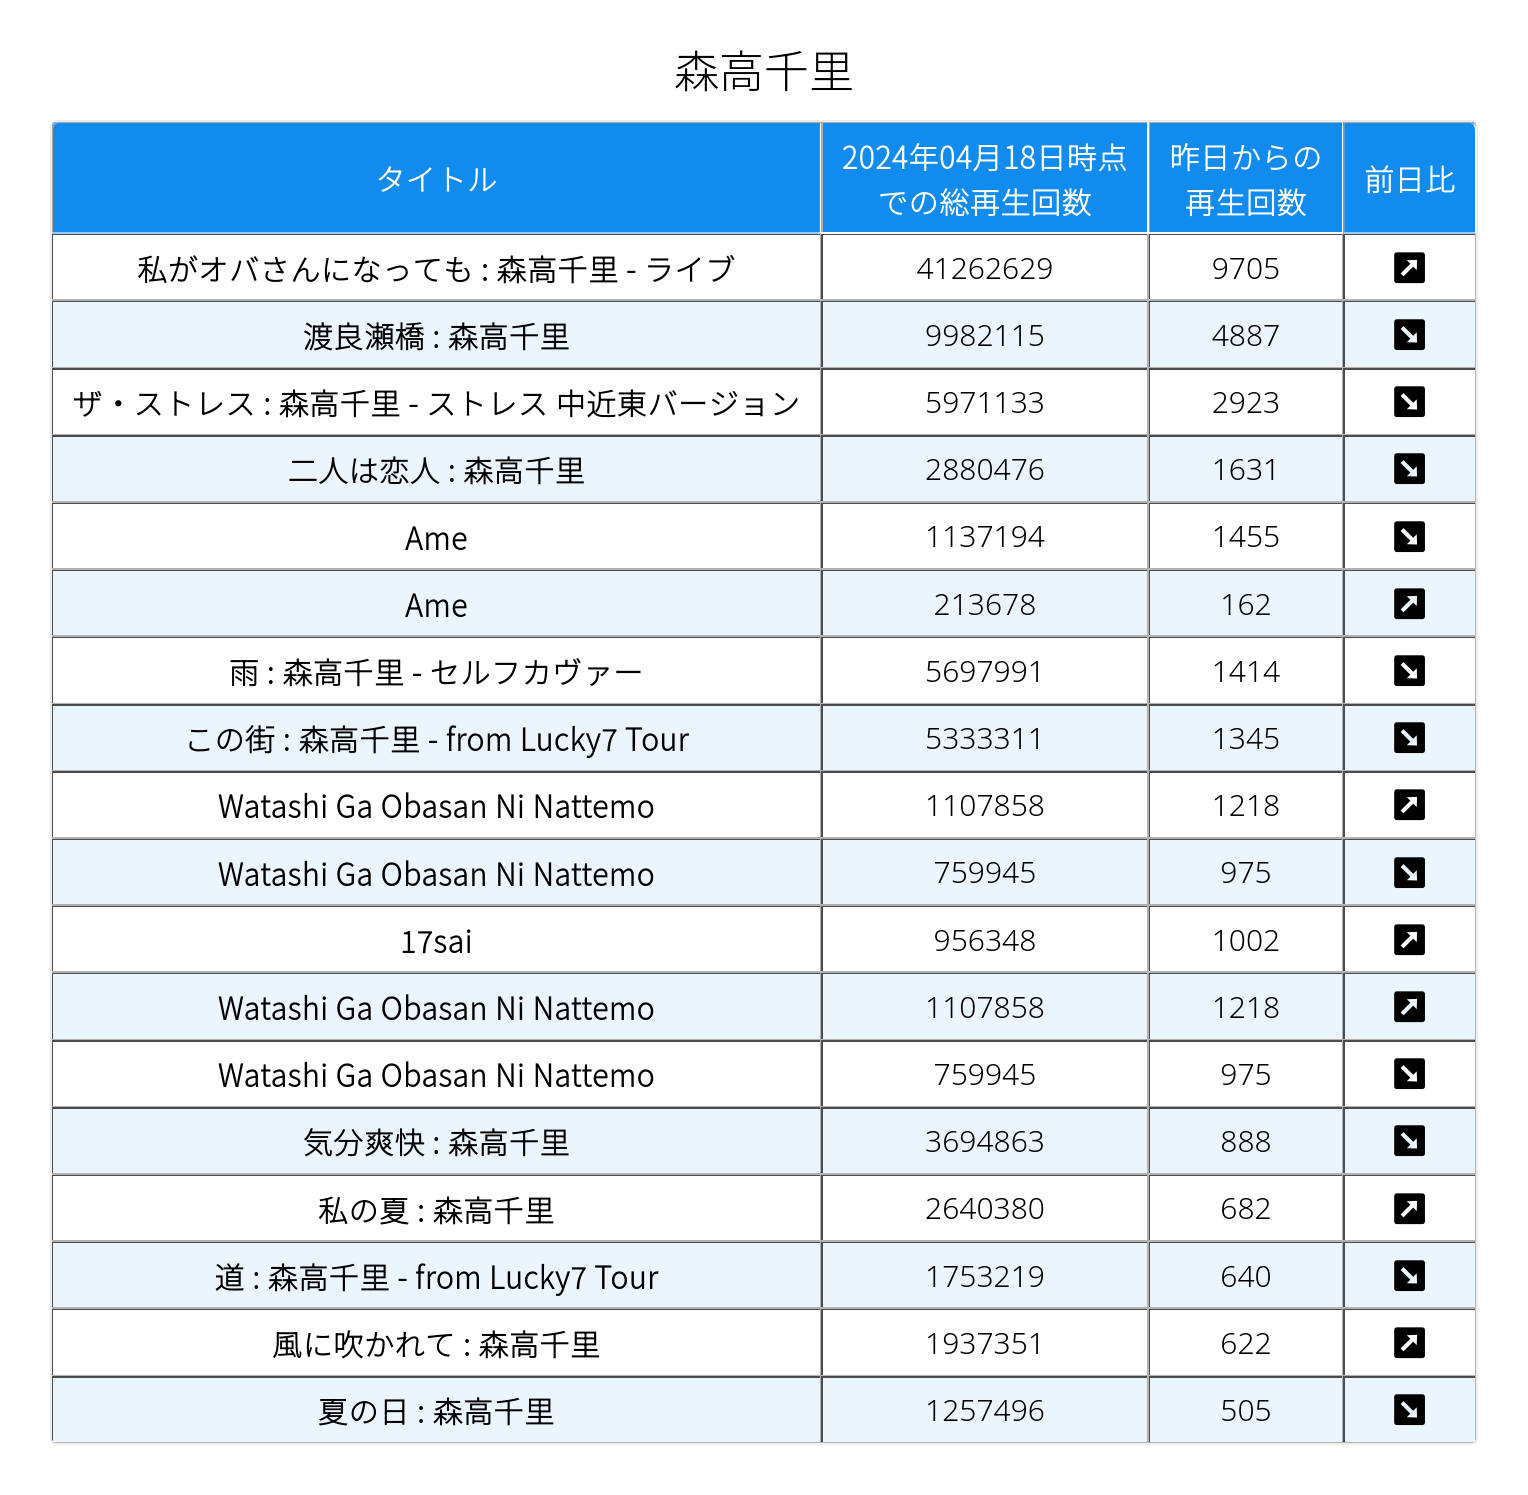 森高千里
タイトル
2024年04月18日時点
での総再生回数
昨日からの
再生回数
前日比
私がオバさんになっても : 森高千里 - ライブ 41262629 9705 ↗
渡良瀬橋 : 森高千里 9982115 4887 ↘
ザ・ストレス : 森高千里 - ストレス 中近東バージョン 5971133 2923 ↘
二人は恋人 : 森高千里 2880476 1631 ↘
Ame 1137194 1455 ↘
Ame 213678 162 ↗
雨 : 森高千里 - セルフカヴァー 5697991 1414 ↘
この街 : 森高千里 - from Lucky7 Tour 5333311 1345 ↘
Watashi Ga Obasan Ni Nattemo 1107858 1218 ↗
Watashi Ga Obasan Ni Nattemo 759945 975 ↘
17sai 956348 1002 ↗
Watashi Ga Obasan Ni Nattemo 1107858 1218 ↗
Watashi Ga Obasan Ni Nattemo 759945 975 ↘
気分爽快 : 森高千里 3694863 888 ↘
私の夏 : 森高千里 2640380 682 ↗
道 : 森高千里 - from Lucky7 Tour 1753219 640 ↘
風に吹かれて : 森高千里 1937351 622 ↗
夏の日 : 森高千里 1257496 505 ↘